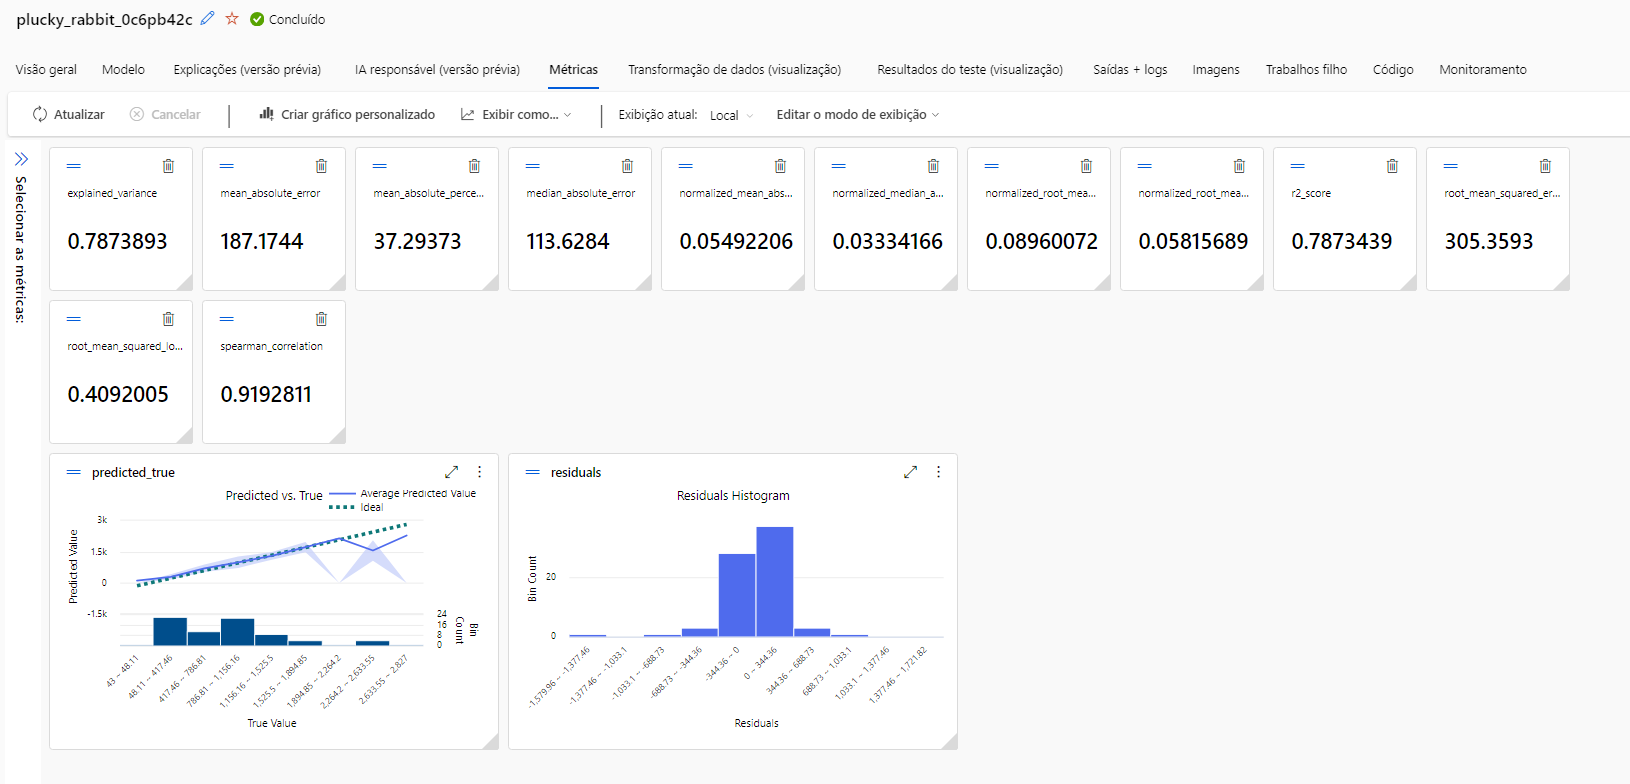 plucky_rabbit_0c6pb42c Concluído
Visão geral Modelo Explicações (versão prévia) IA responsável (versão prévia) Métricas Transformação de dados (visualização) Resultados do teste (visualização) Saídas + logs Imagens Trabalhos filho Código Monitoramento
Atualizar Cancelar Criar gráfico personalizado Exibir como... Exibição atual: Local Editar o modo de exibição
Selecionar as métricas:
explained_variance
0.7873893
mean_absolute_error
187.1744
mean_absolute_perce...
37.29373
median_absolute_error
113.6284
normalized_mean_abs...
0.05492206
normalized_median_a...
0.03334166
normalized_root_mea...
0.08960072
normalized_root_mea...
0.05815689
r2_score
0.7873439
root_mean_squared_er...
305.3593
root_mean_squared_lo...
0.4092005
spearman_correlation
0.9192811
predicted_true
Predicted vs. True
Average Predicted Value
Ideal
Predicted Value
3k
1.5k
0
-1.5k
24
16
8
0
Bin
Count
43 ~ 48.11
48.11 ~ 417.46
417.46 ~ 786.81
786.81 ~ 1,156.16
1,156.16 ~ 1,525.5
1,525.5 ~ 1,894.85
1,894.85 ~ 2,264.2
2,264.2 ~ 2,633.55
2,633.55 ~ 2,827
True Value
residuals
Residuals Histogram
Bin Count
20
0
-1,579.96 ~ -1,377.46
-1,377.46 ~ -1,033.1
-1,033.1 ~ -688.73
-688.73 ~ -344.36
-344.36 ~ 0
0 ~ 344.36
344.36 ~ 688.73
688.73 ~ 1,033.1
1,033.1 ~ 1,377.46
1,377.46 ~ 1,721.82
Residuals